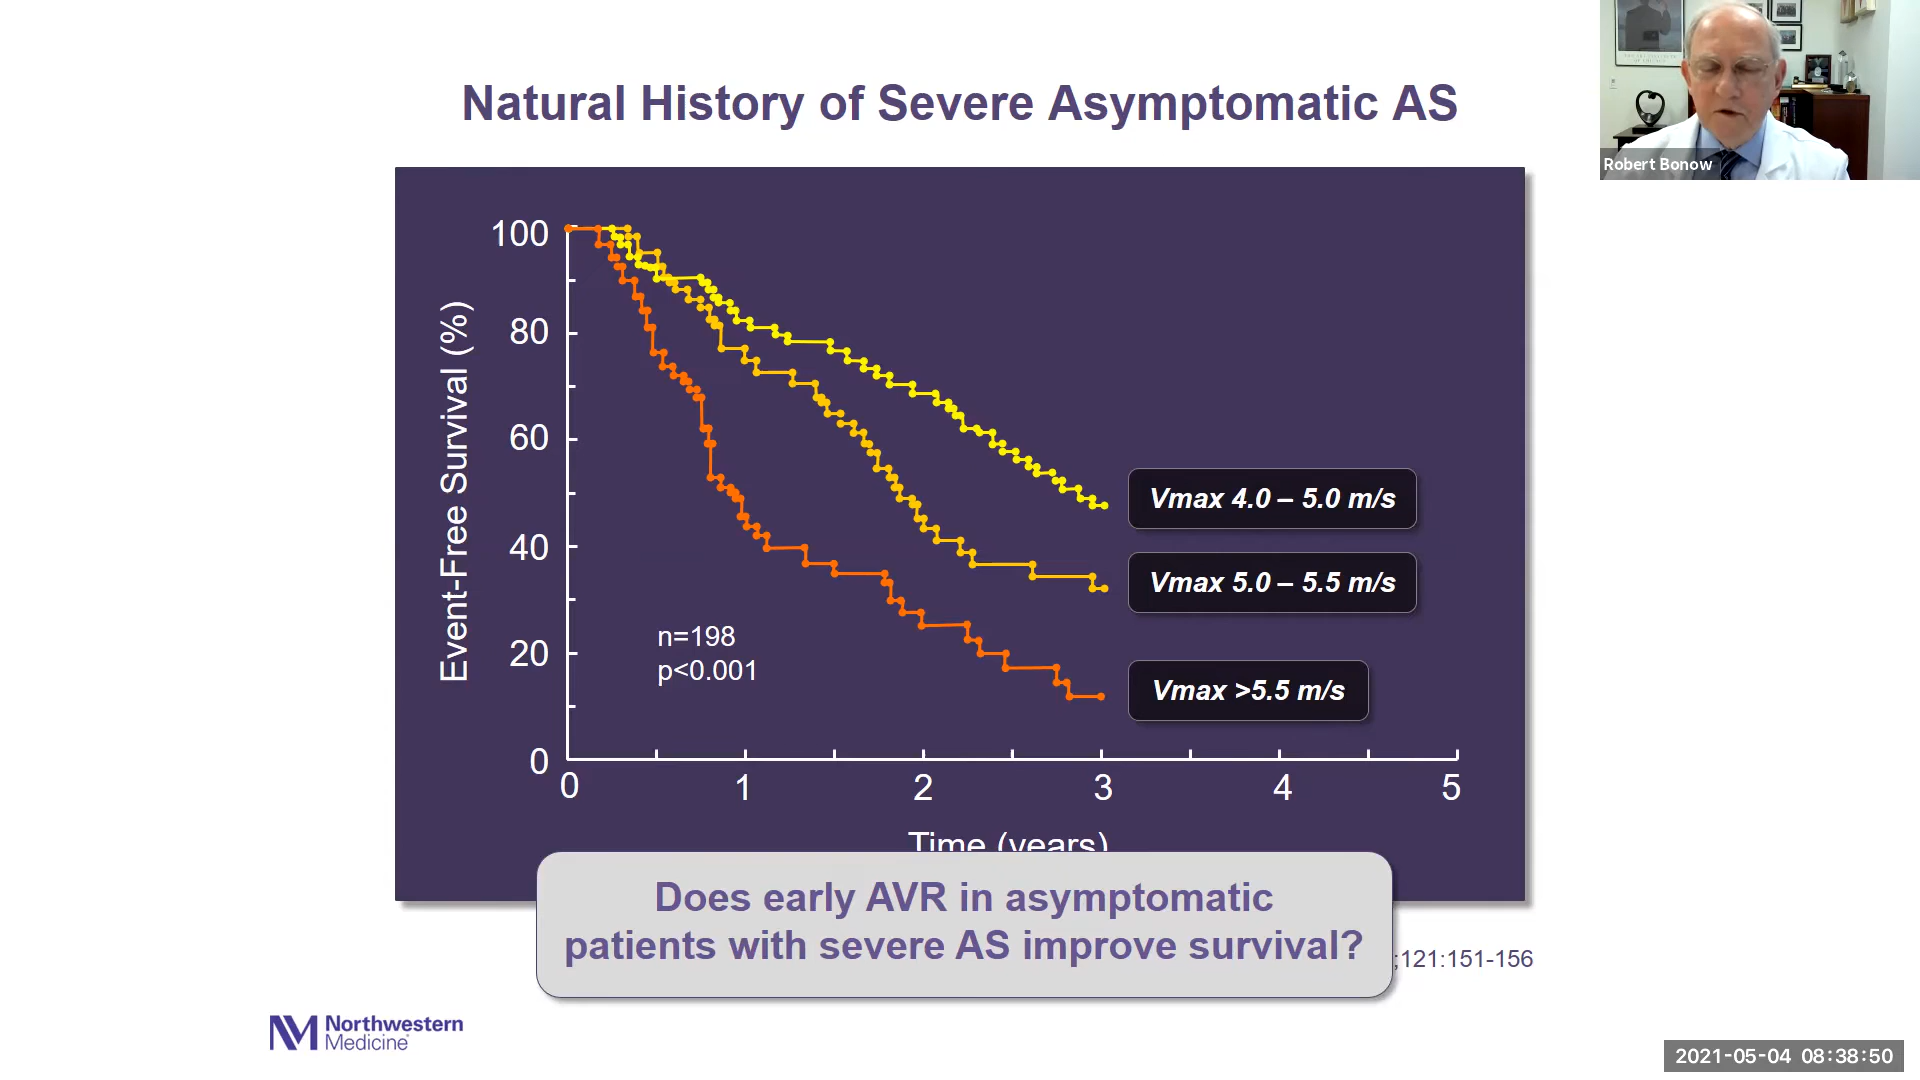 Natural History of Severe Asymptomatic AS
Robert Bonow
Event-Free Survival (%)
100
80
60
40
20
0
n=198
p<0.001
Vmax 4.0 – 5.0 m/s
Vmax 5.0 – 5.5 m/s
Vmax >5.5 m/s
0 1 2 3 4 5
Time (years)
Does early AVR in asymptomatic
patients with severe AS improve survival?
;121:151-156
Northwestern
Medicine
2021-05-04 08:38:50